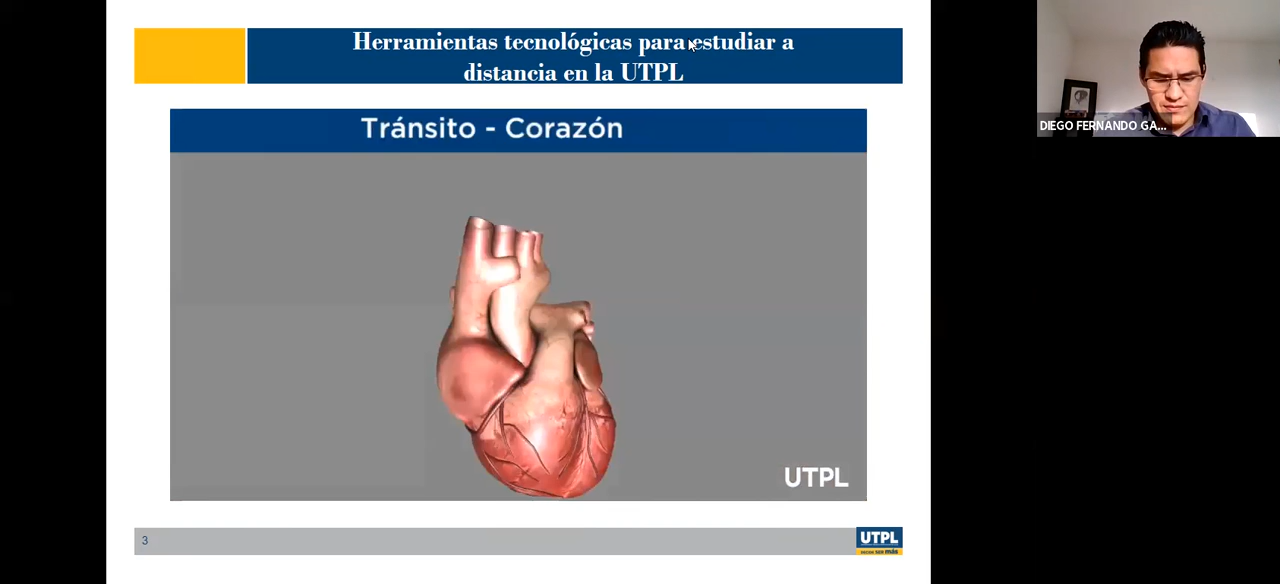 Herramientas tecnológicas para estudiar a
distancia en la UTPL
DIEGO FERNANDO GA...
Tránsito - Corazón
UTPL
3
UTPL